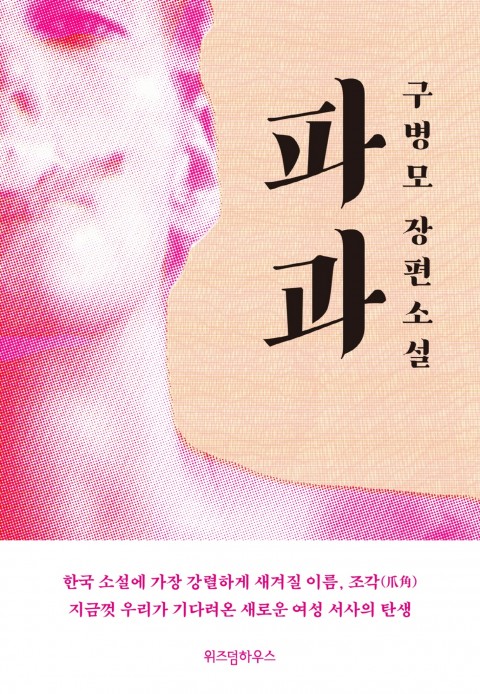 파과
구병모 장편소설
한국 소설에 가장 강렬하게 새겨질 이름, 조각(爪角)
지금껏 우리가 기다려온 새로운 여성 서사의 탄생
위즈덤하우스